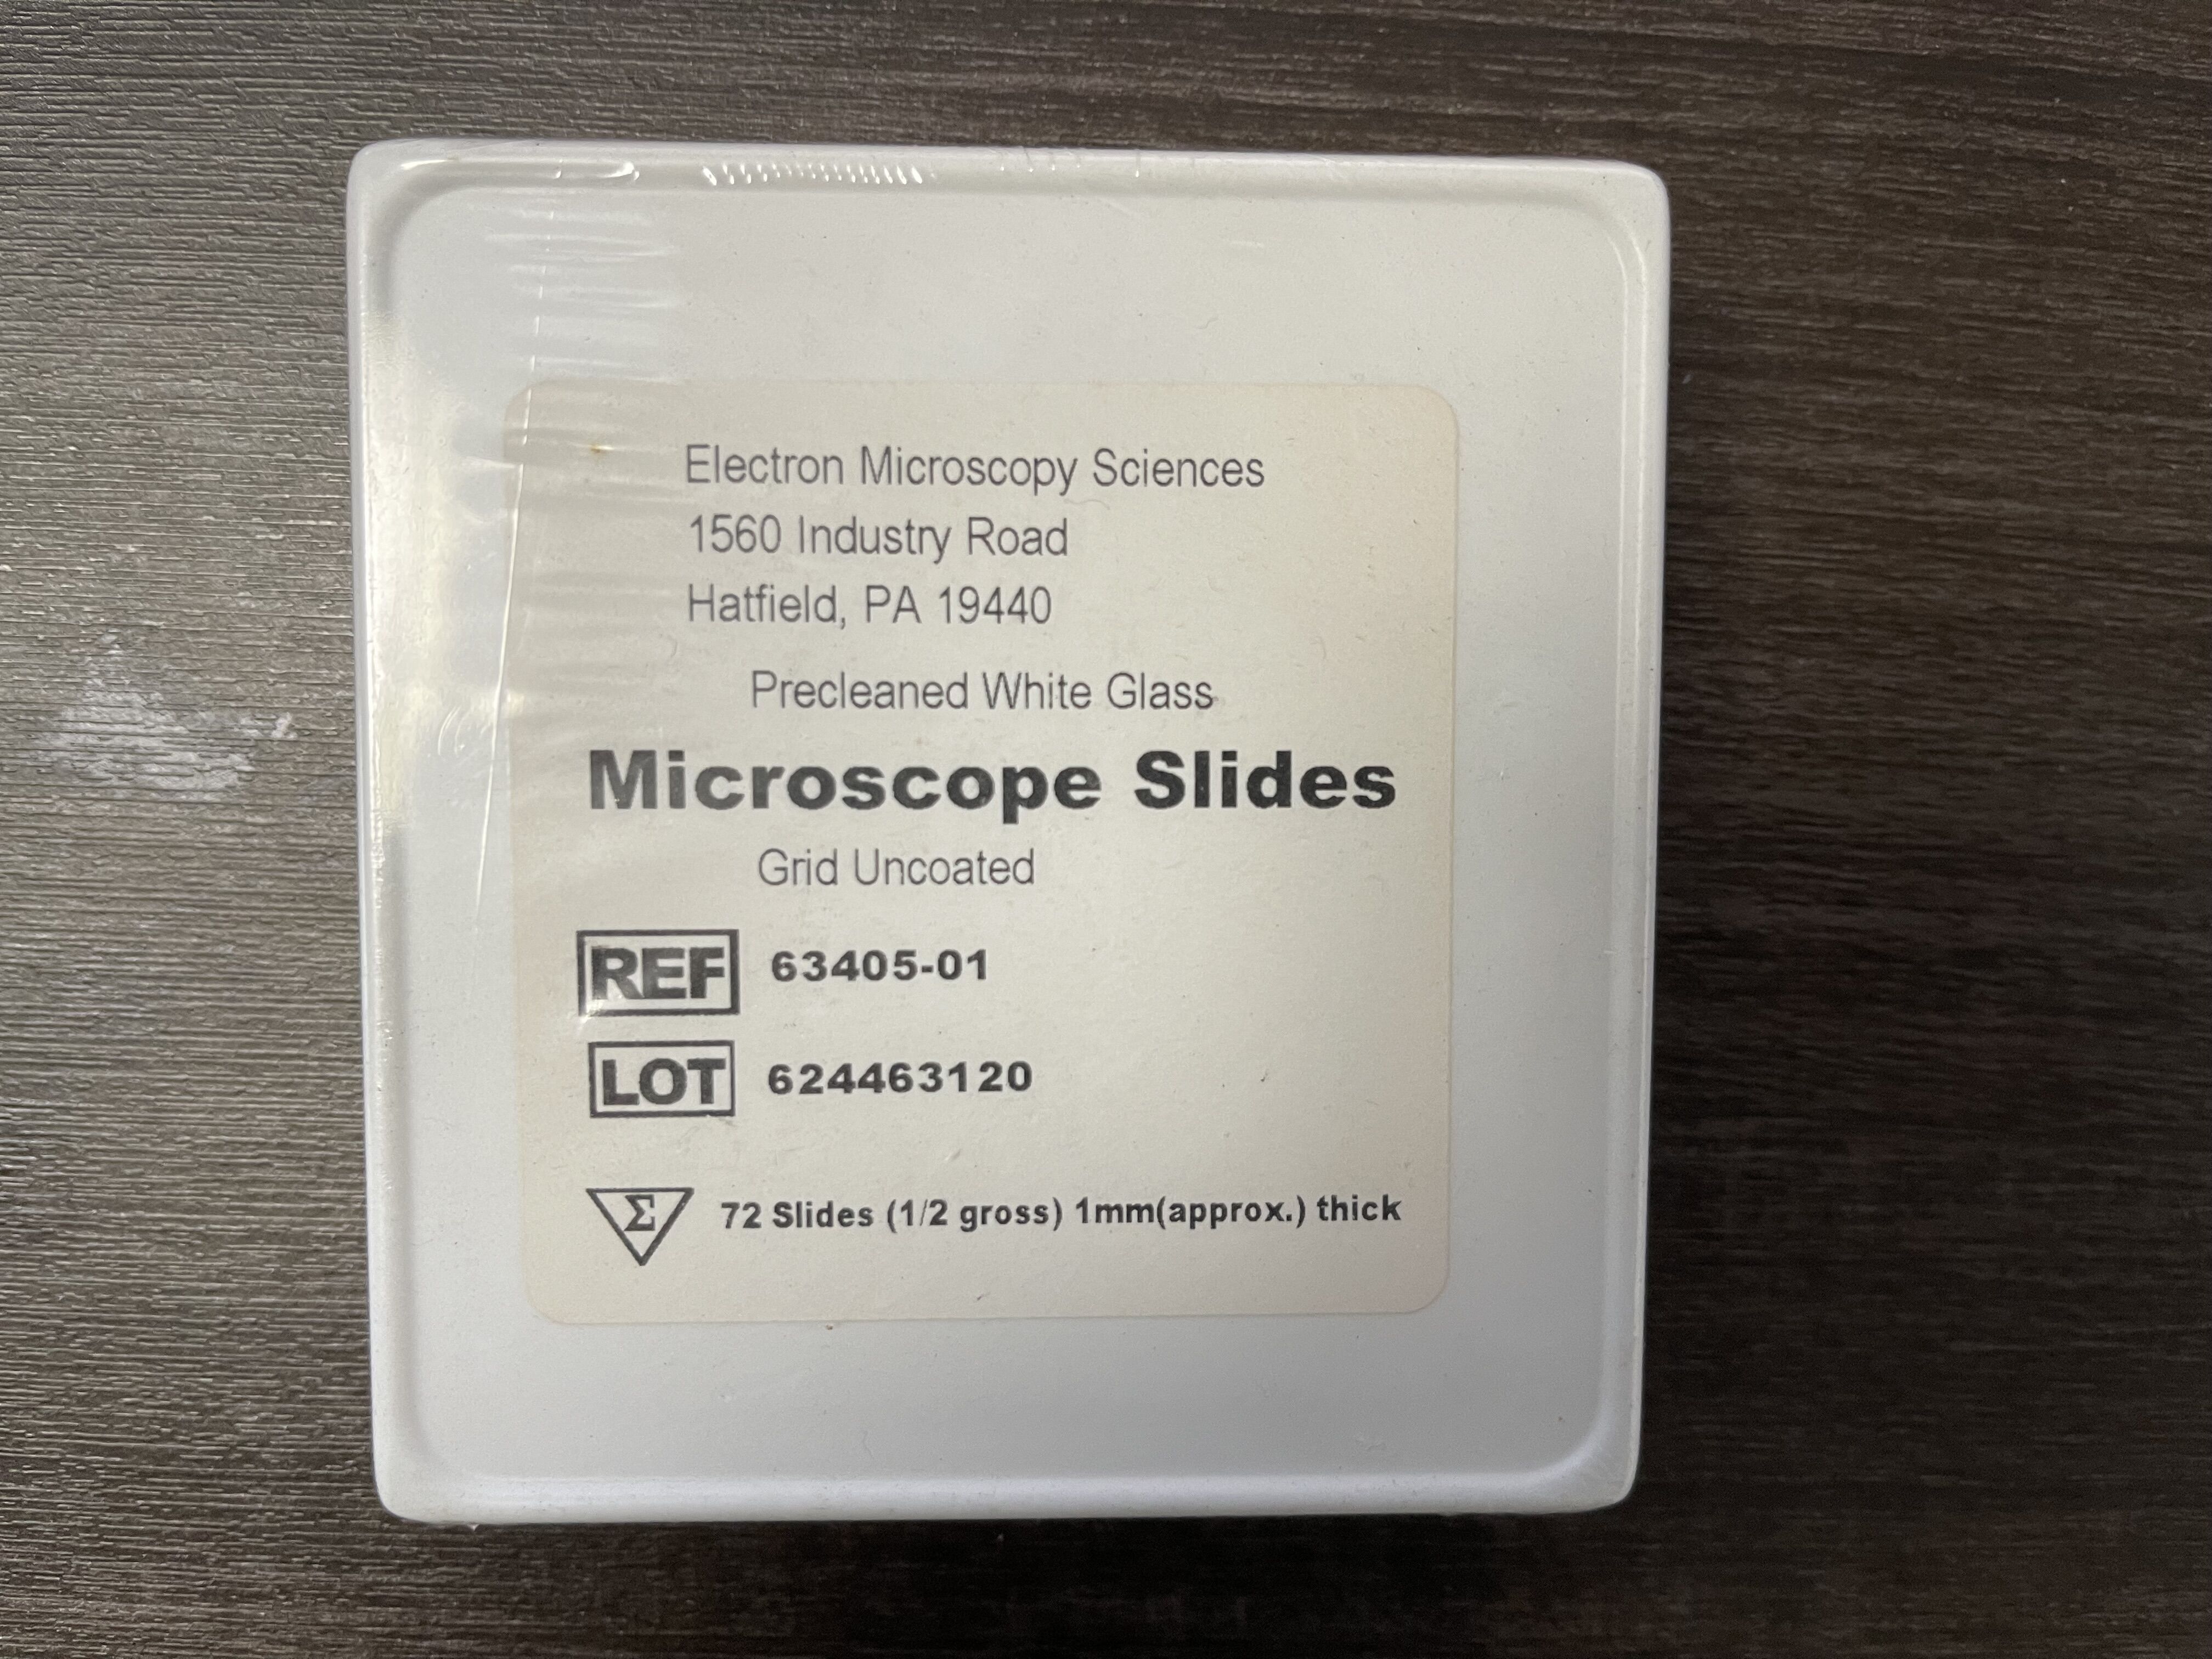 Electron Microscopy Sciences
1560 Industry Road
Hatfield, PA 19440
Precleaned White Glass
Microscope Slides
Grid Uncoated
REF 63405-01
LOT 624463120
Σ 72 Slides (1/2 gross) 1mm(approx.) thick